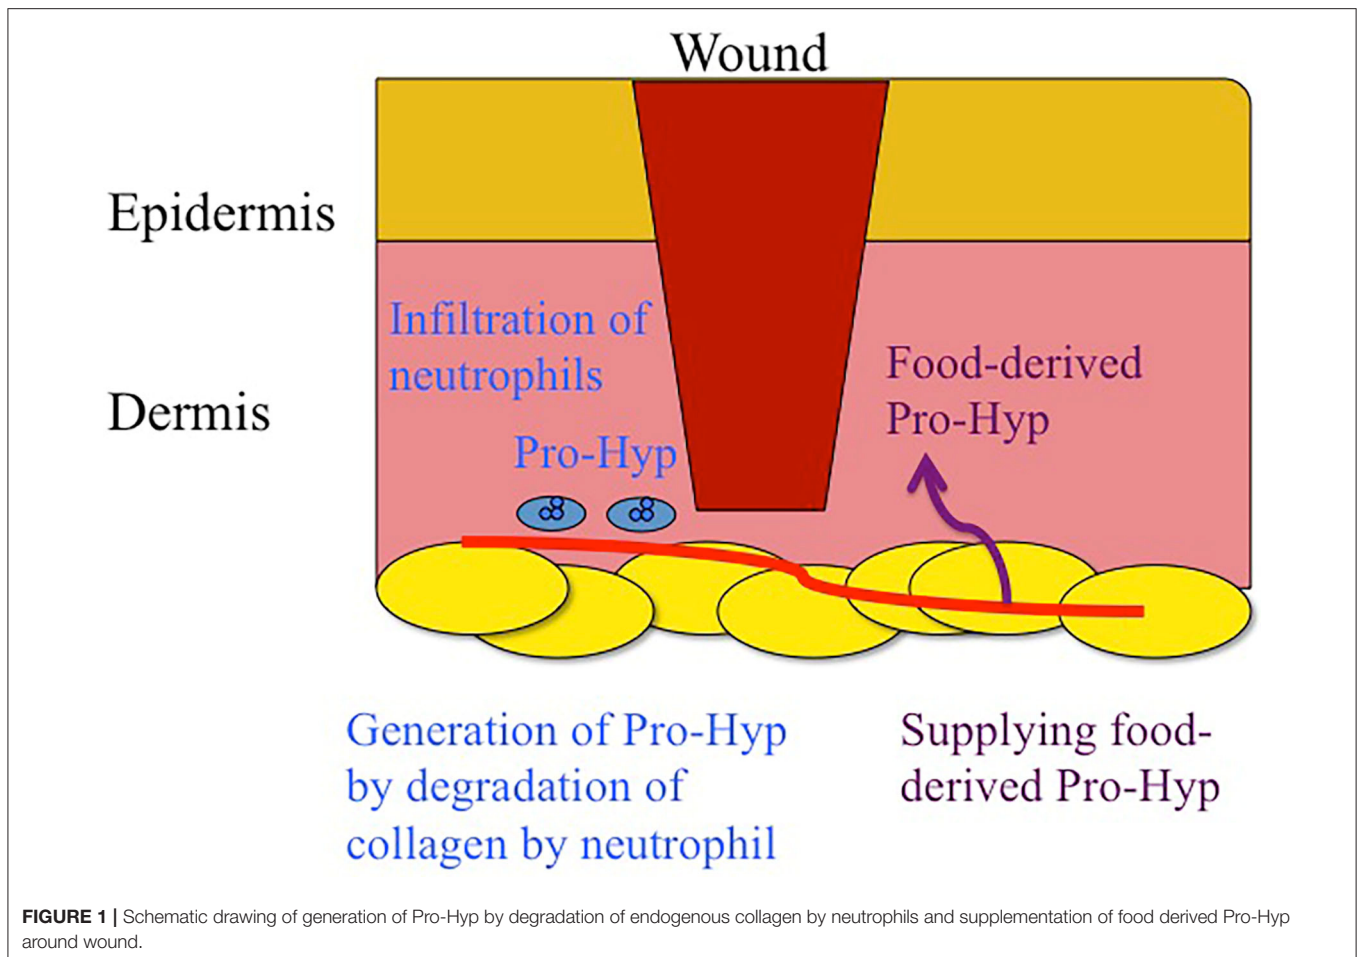 Wound
Epidermis
Infiltration of
neutrophils
Food-derived
Pro-Hyp
Dermis
Pro-Hyp
Generation of Pro-Hyp
by degradation of
collagen by neutrophil
Supplying food-
derived Pro-Hyp
FIGURE 1 | Schematic drawing of generation of Pro-Hyp by degradation of endogenous collagen by neutrophils and supplementation of food derived Pro-Hyp
around wound.